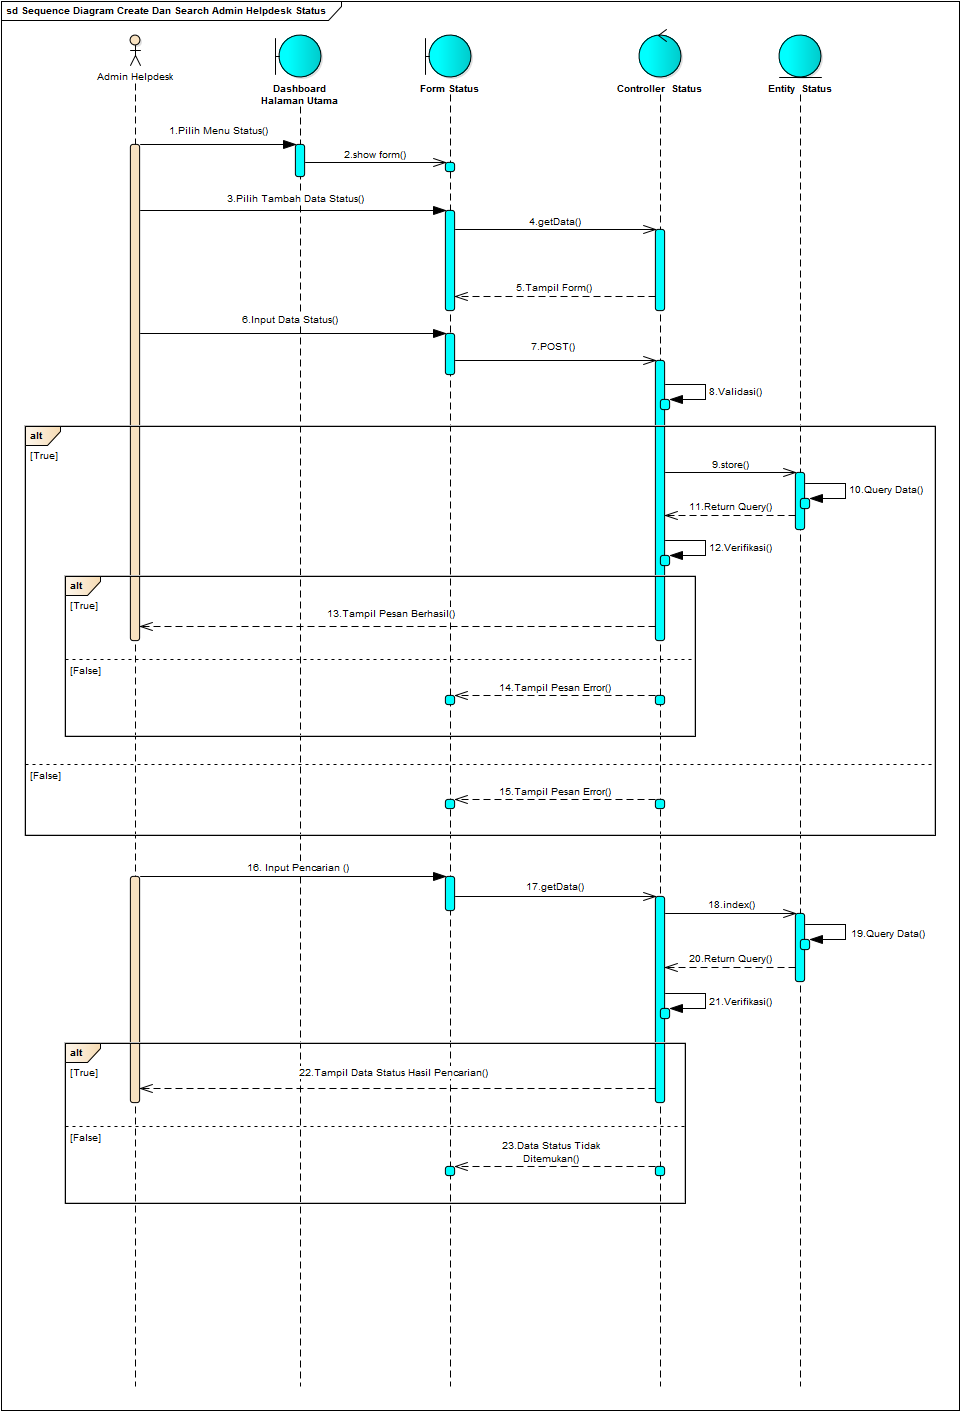 sd Sequence Diagram Create Dan Search Admin Helpdesk Status
Admin Helpdesk
Dashboard
Halaman Utama
Form Status
Controller Status
Entity Status
1.Pilih Menu Status()
2.show form()
3.Pilih Tambah Data Status()
4.getData()
5.Tampil Form()
6.Input Data Status()
7.POST()
8.Validasi()
alt
[True]
9.store()
10.Query Data()
11.Return Query()
12.Verifikasi()
alt
[True]
13.Tampil Pesan Berhasil()
[False]
14.Tampil Pesan Error()
[False]
15.Tampil Pesan Error()
16. Input Pencarian ()
17.getData()
18.index()
19.Query Data()
20.Return Query()
21.Verifikasi()
alt
[True]
22.Tampil Data Status Hasil Pencarian()
[False]
23.Data Status Tidak
Ditemukan()